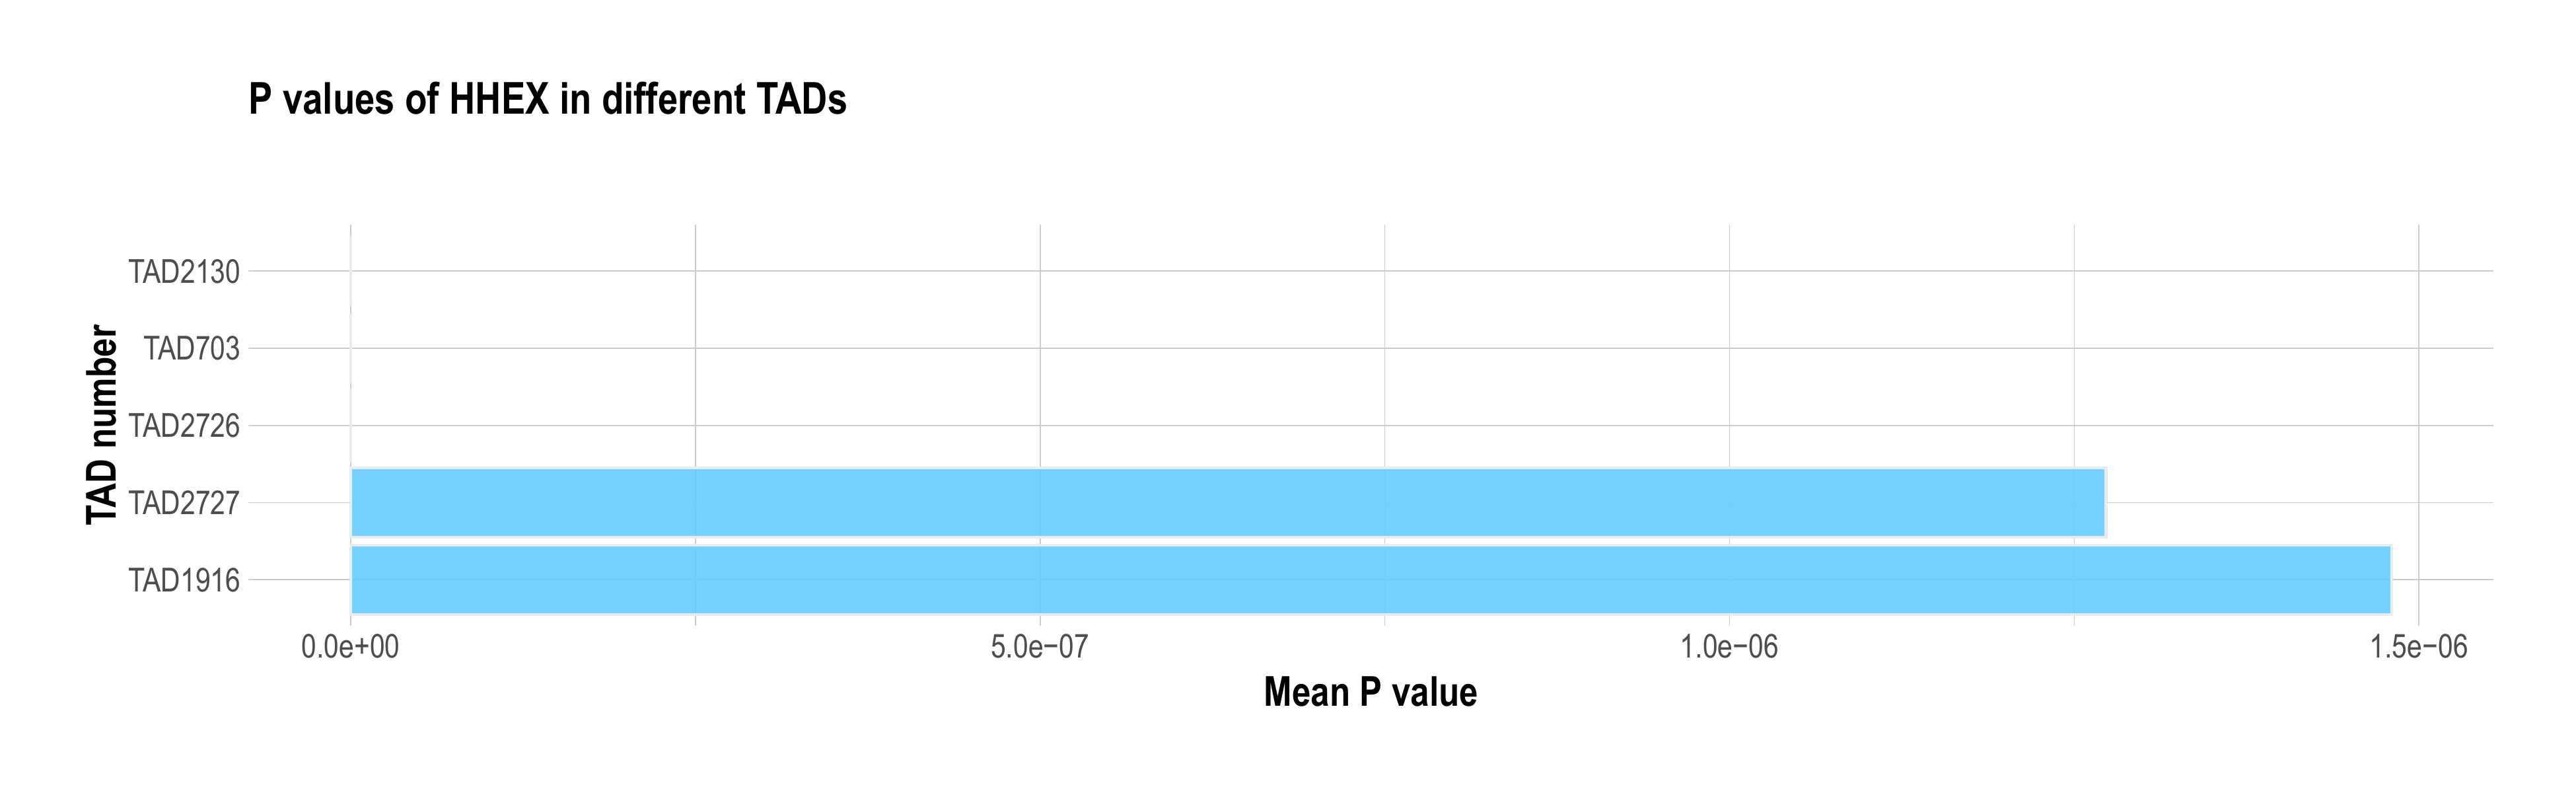 P values of HHEX in different TADs
TAD number
TAD2130
TAD703
TAD2726
TAD2727
TAD1916
0.0e+00
5.0e−07
1.0e−06
1.5e−06
Mean P value